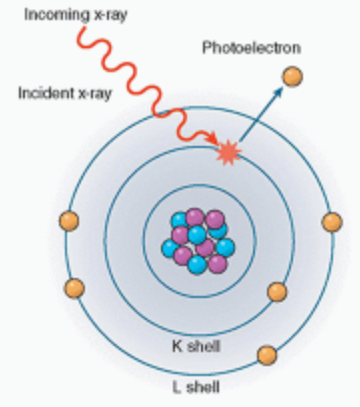 Incoming x-ray
Photoelectron
Incident x-ray
K shell
L shell